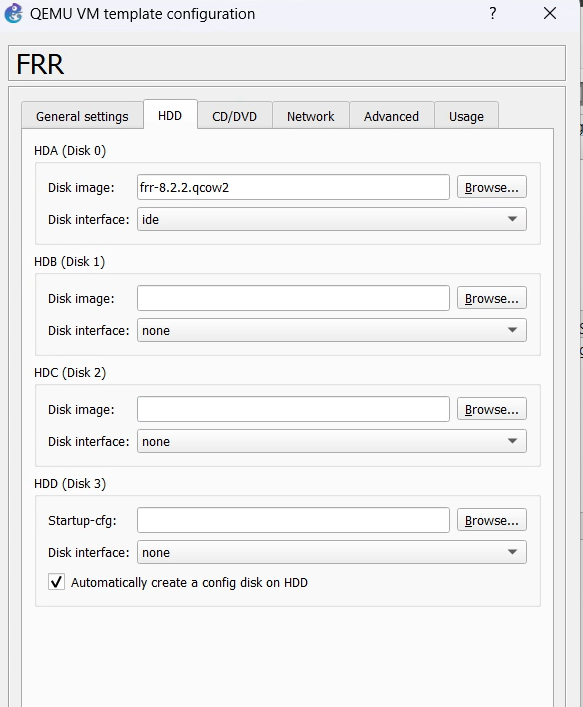 QEMU VM template configuration ?
FRR
General settings HDD CD/DVD Network Advanced Usage
HDA (Disk 0)
Disk image: frr-8.2.2.qcow2 Browse...
Disk interface: ide
HDB (Disk 1)
Disk image: Browse...
Disk interface: none
HDC (Disk 2)
Disk image: Browse...
Disk interface: none
HDD (Disk 3)
Startup-cfg: Browse...
Disk interface: none
Automatically create a config disk on HDD